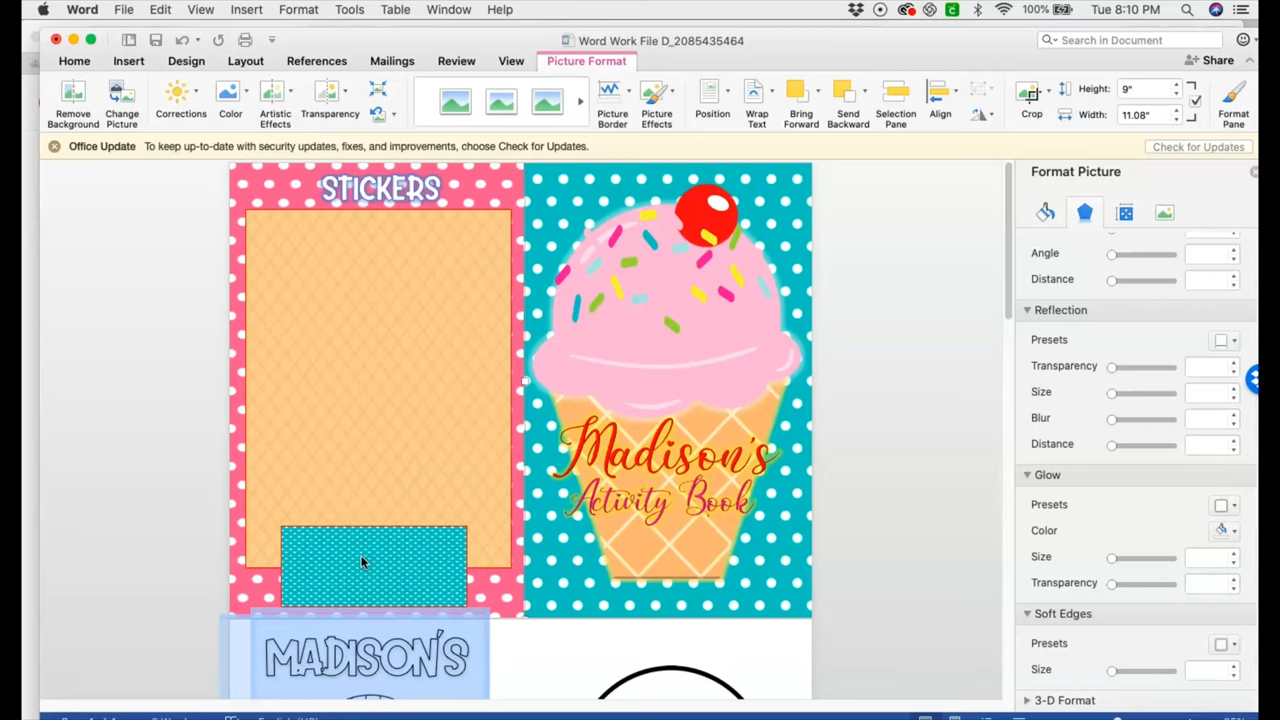 Word File Edit View Insert Format Tools Table Window Help 100% Tue 8:10 PM
Word Work File D_2085435464
Search in Document
Home Insert Design Layout References Mailings Review View Picture Format Share
Remove Background Change Picture Corrections Color Artistic Effects Transparency Picture Border Picture Effects Position Wrap Text Bring Forward Send Backward Selection Pane Align Crop Height: 9" Width: 11.08" Format Pane
Office Update To keep up-to-date with security updates, fixes, and improvements, choose Check for Updates. Check for Updates
STICKERS
Madison's
Activity Book
MADISON'S
Format Picture
Angle
Distance
Reflection
Presets
Transparency
Size
Blur
Distance
Glow
Presets
Color
Size
Transparency
Soft Edges
Presets
Size
3-D Format